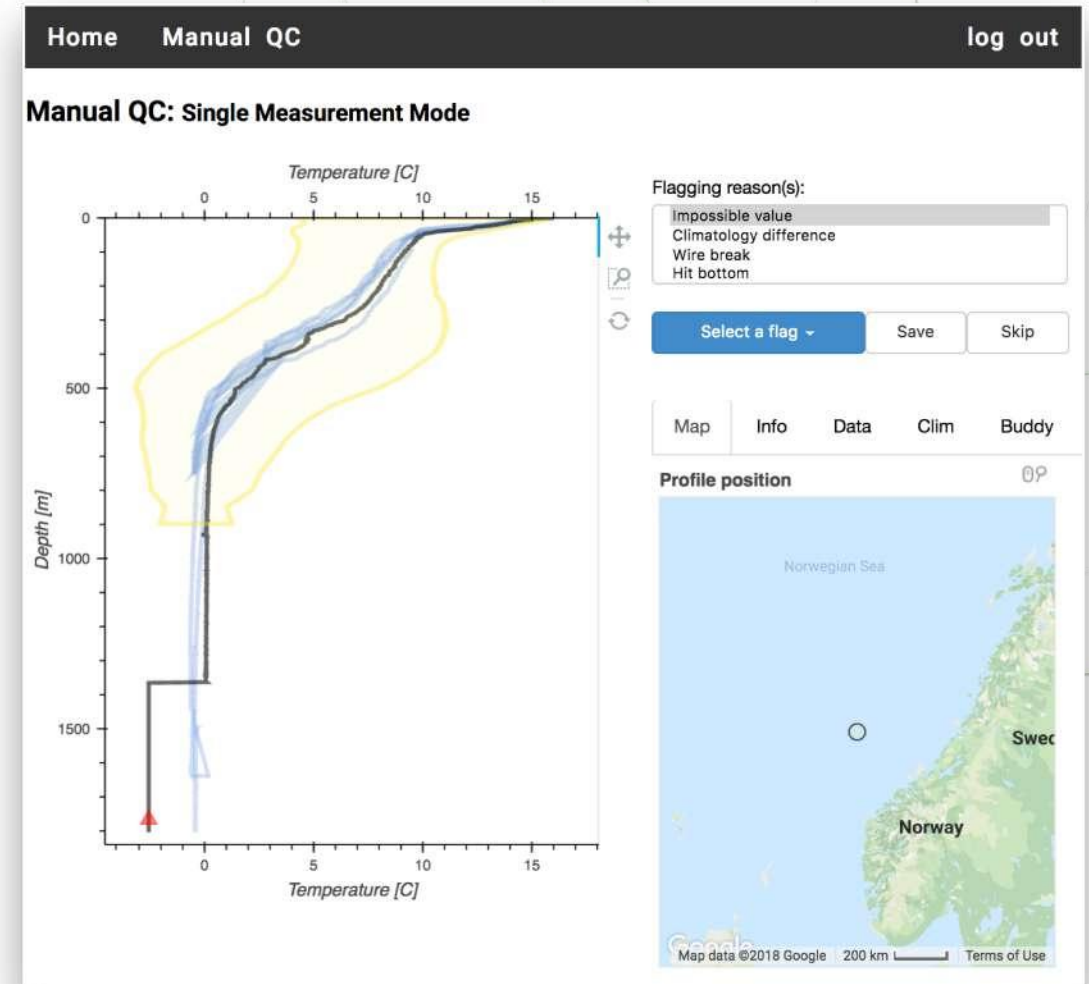 Home Manual QC log out
Manual QC: Single Measurement Mode
Temperature [C]
0 5 10 15
0
500
1000
1500
Depth [m]
0 5 10 15
Temperature [C]
Flagging reason(s):
Impossible value
Climatology difference
Wire break
Hit bottom
Select a flag Save Skip
Map Info Data Clim Buddy
Profile position
Norwegian Sea
Swed
Norway
Google
Map data ©2018 Google 200 km Terms of Use